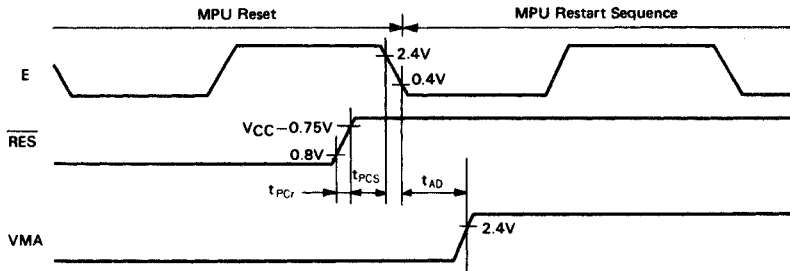 MPU Reset
MPU Restart Sequence
E
2.4V
0.4V
RES
VCC-0.75V
0.8V
tPCr
tPCS
tAD
VMA
2.4V